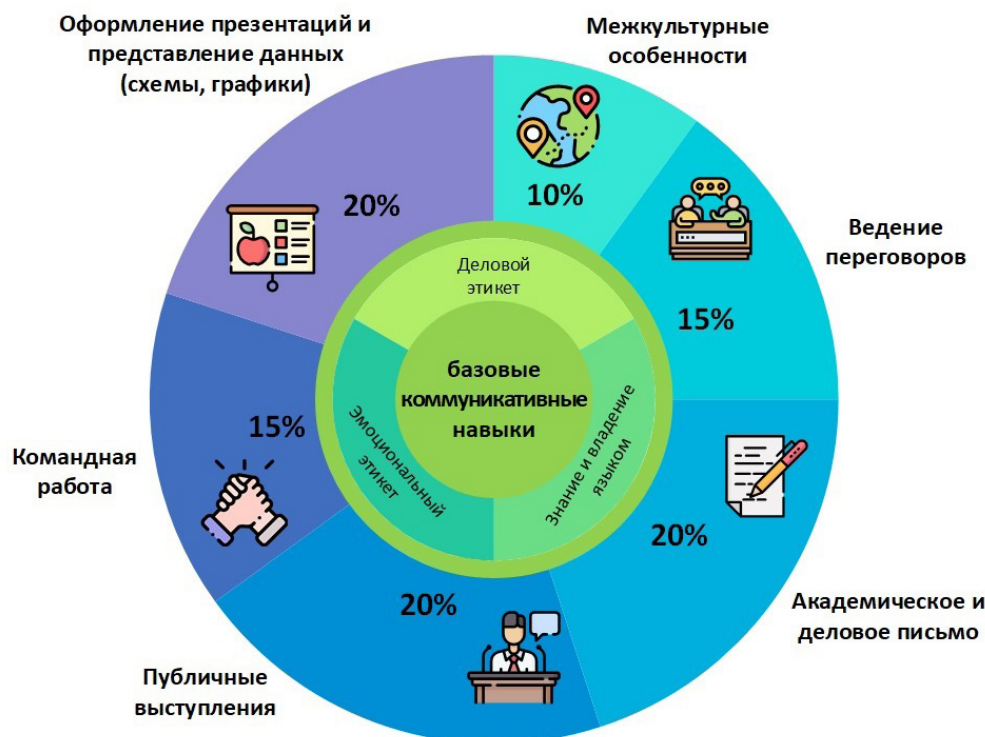 Оформление презентаций и
представление данных
(схемы, графики)
20%
Межкультурные
особенности
10%
Ведение
переговоров
15%
Академическое и
деловое письмо
20%
Публичные
выступления
20%
Командная
работа
15%
Деловой
этикет
Знание и владение
языком
Эмоциональный
этикет
базовые
коммуникативные
навыки